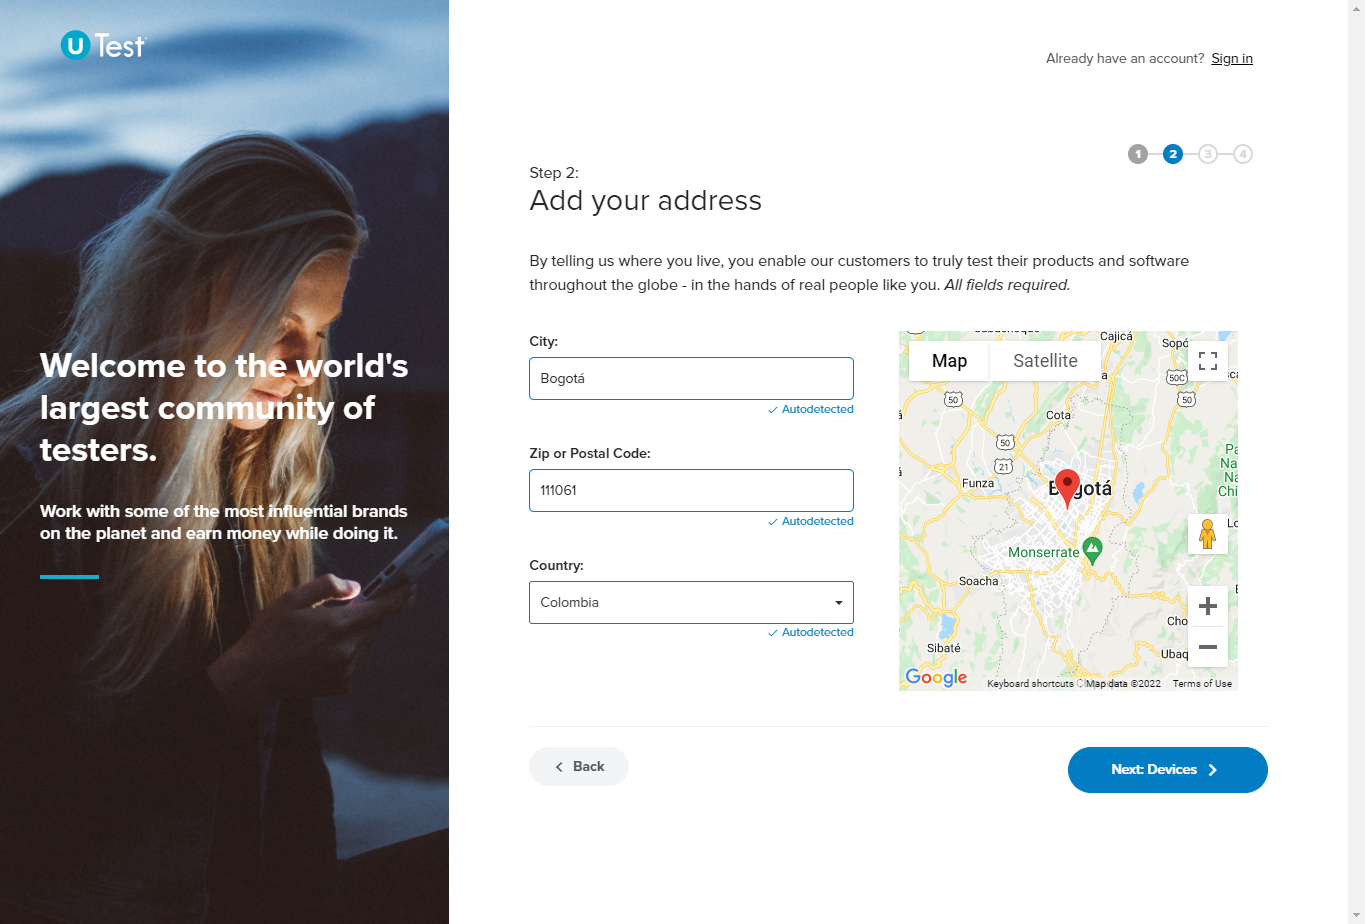 U Test
Already have an account? Sign in
1 2 3 4
Step 2:
Add your address
By telling us where you live, you enable our customers to truly test their products and software
throughout the globe - in the hands of real people like you. All fields required.
Welcome to the world's
largest community of
testers.
Work with some of the most influential brands
on the planet and earn money while doing it.
City:
Bogotá
Autodetected
Zip or Postal Code:
111061
Autodetected
Country:
Colombia
Autodetected
Map
Satellite
Cajicá
Sopó
50C
50
50
Cota
50
21
Funza
Bogotá
Monserrate
Soacha
Sibaté
Google
Keyboard shortcuts
Map data ©2022
Terms of Use
Back
Next: Devices